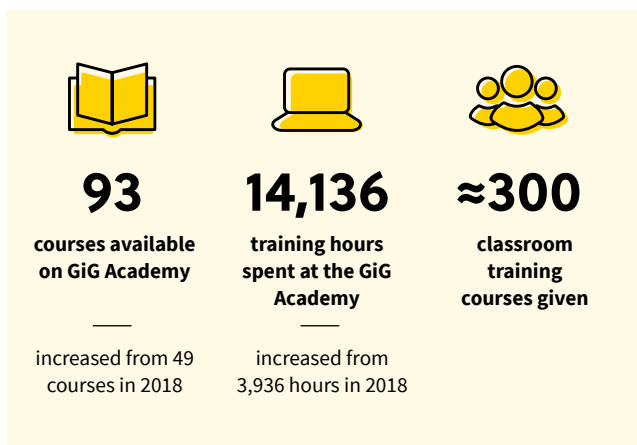 93
courses available
on GiG Academy
increased from 49
courses in 2018
14,136
training hours
spent at the GiG
Academy
increased from
3,936 hours in 2018
≈300
classroom
training
courses given